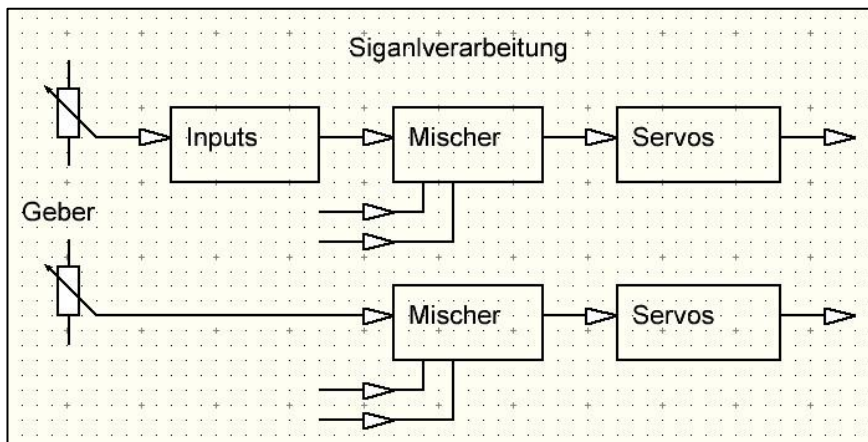 Siganlverarbeitung
Inputs
Mischer
Servos
Geber
Mischer
Servos